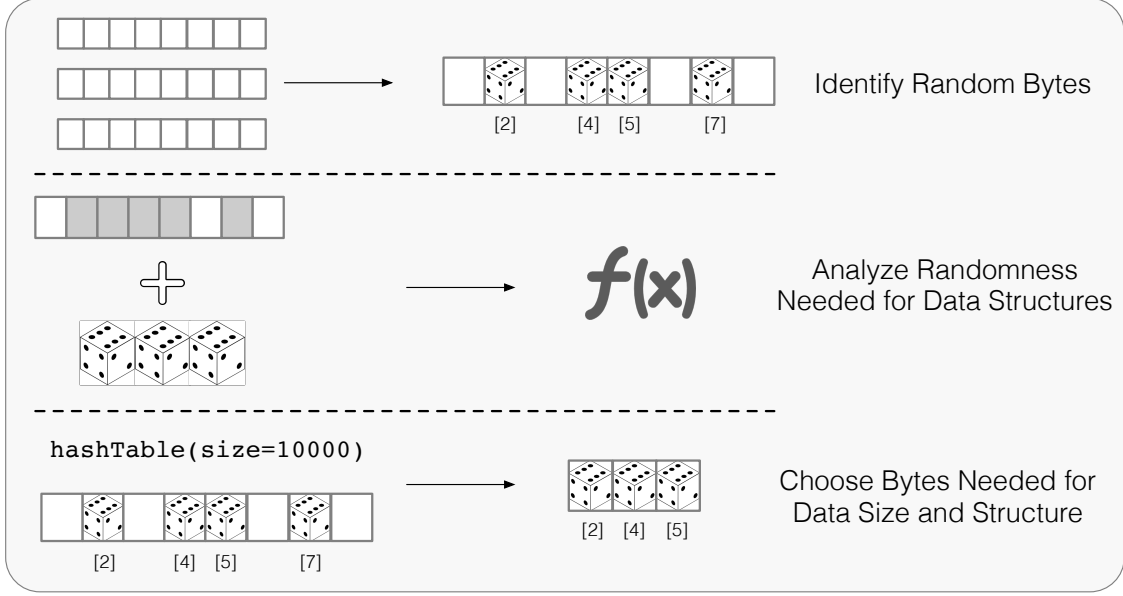 Identify Random Bytes
[2] [4] [5] [7]
f(x)
Analyze Randomness
Needed for Data Structures
hashTable(size=10000)
Choose Bytes Needed for
Data Size and Structure
[2] [4] [5]
[2] [4] [5] [7]